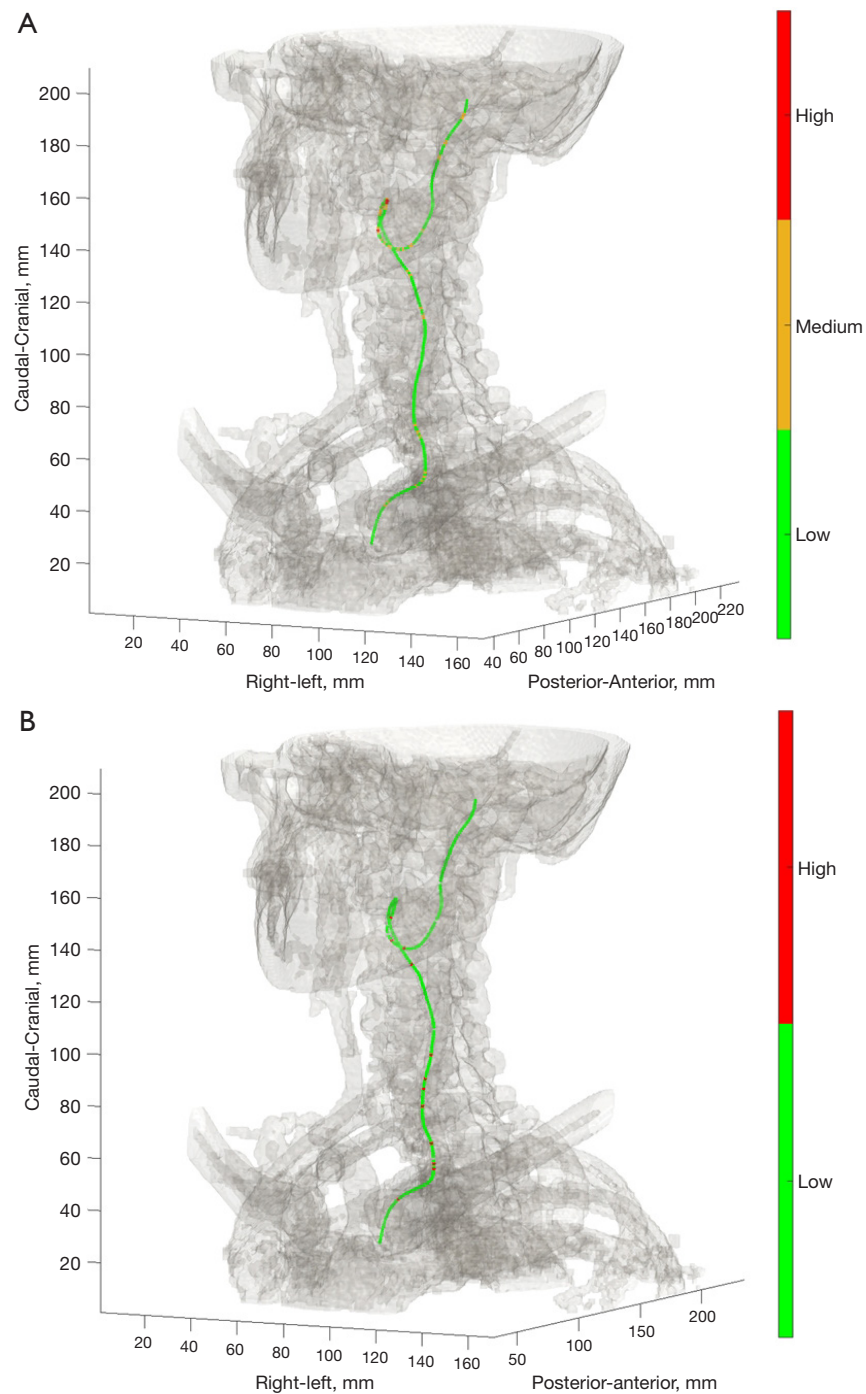 A
High
Medium
Low
Caudal-Cranial, mm
200
180
160
140
120
100
80
60
40
20
20 40 60 80 100 120 140 160
40 60 80 100 120 140 160 180 200 220
Right-left, mm
Posterior-Anterior, mm
B
High
Low
Caudal-Cranial, mm
200
180
160
140
120
100
80
60
40
20
20 40 60 80 100 120 140 160
50 100 150 200
Right-left, mm
Posterior-anterior, mm